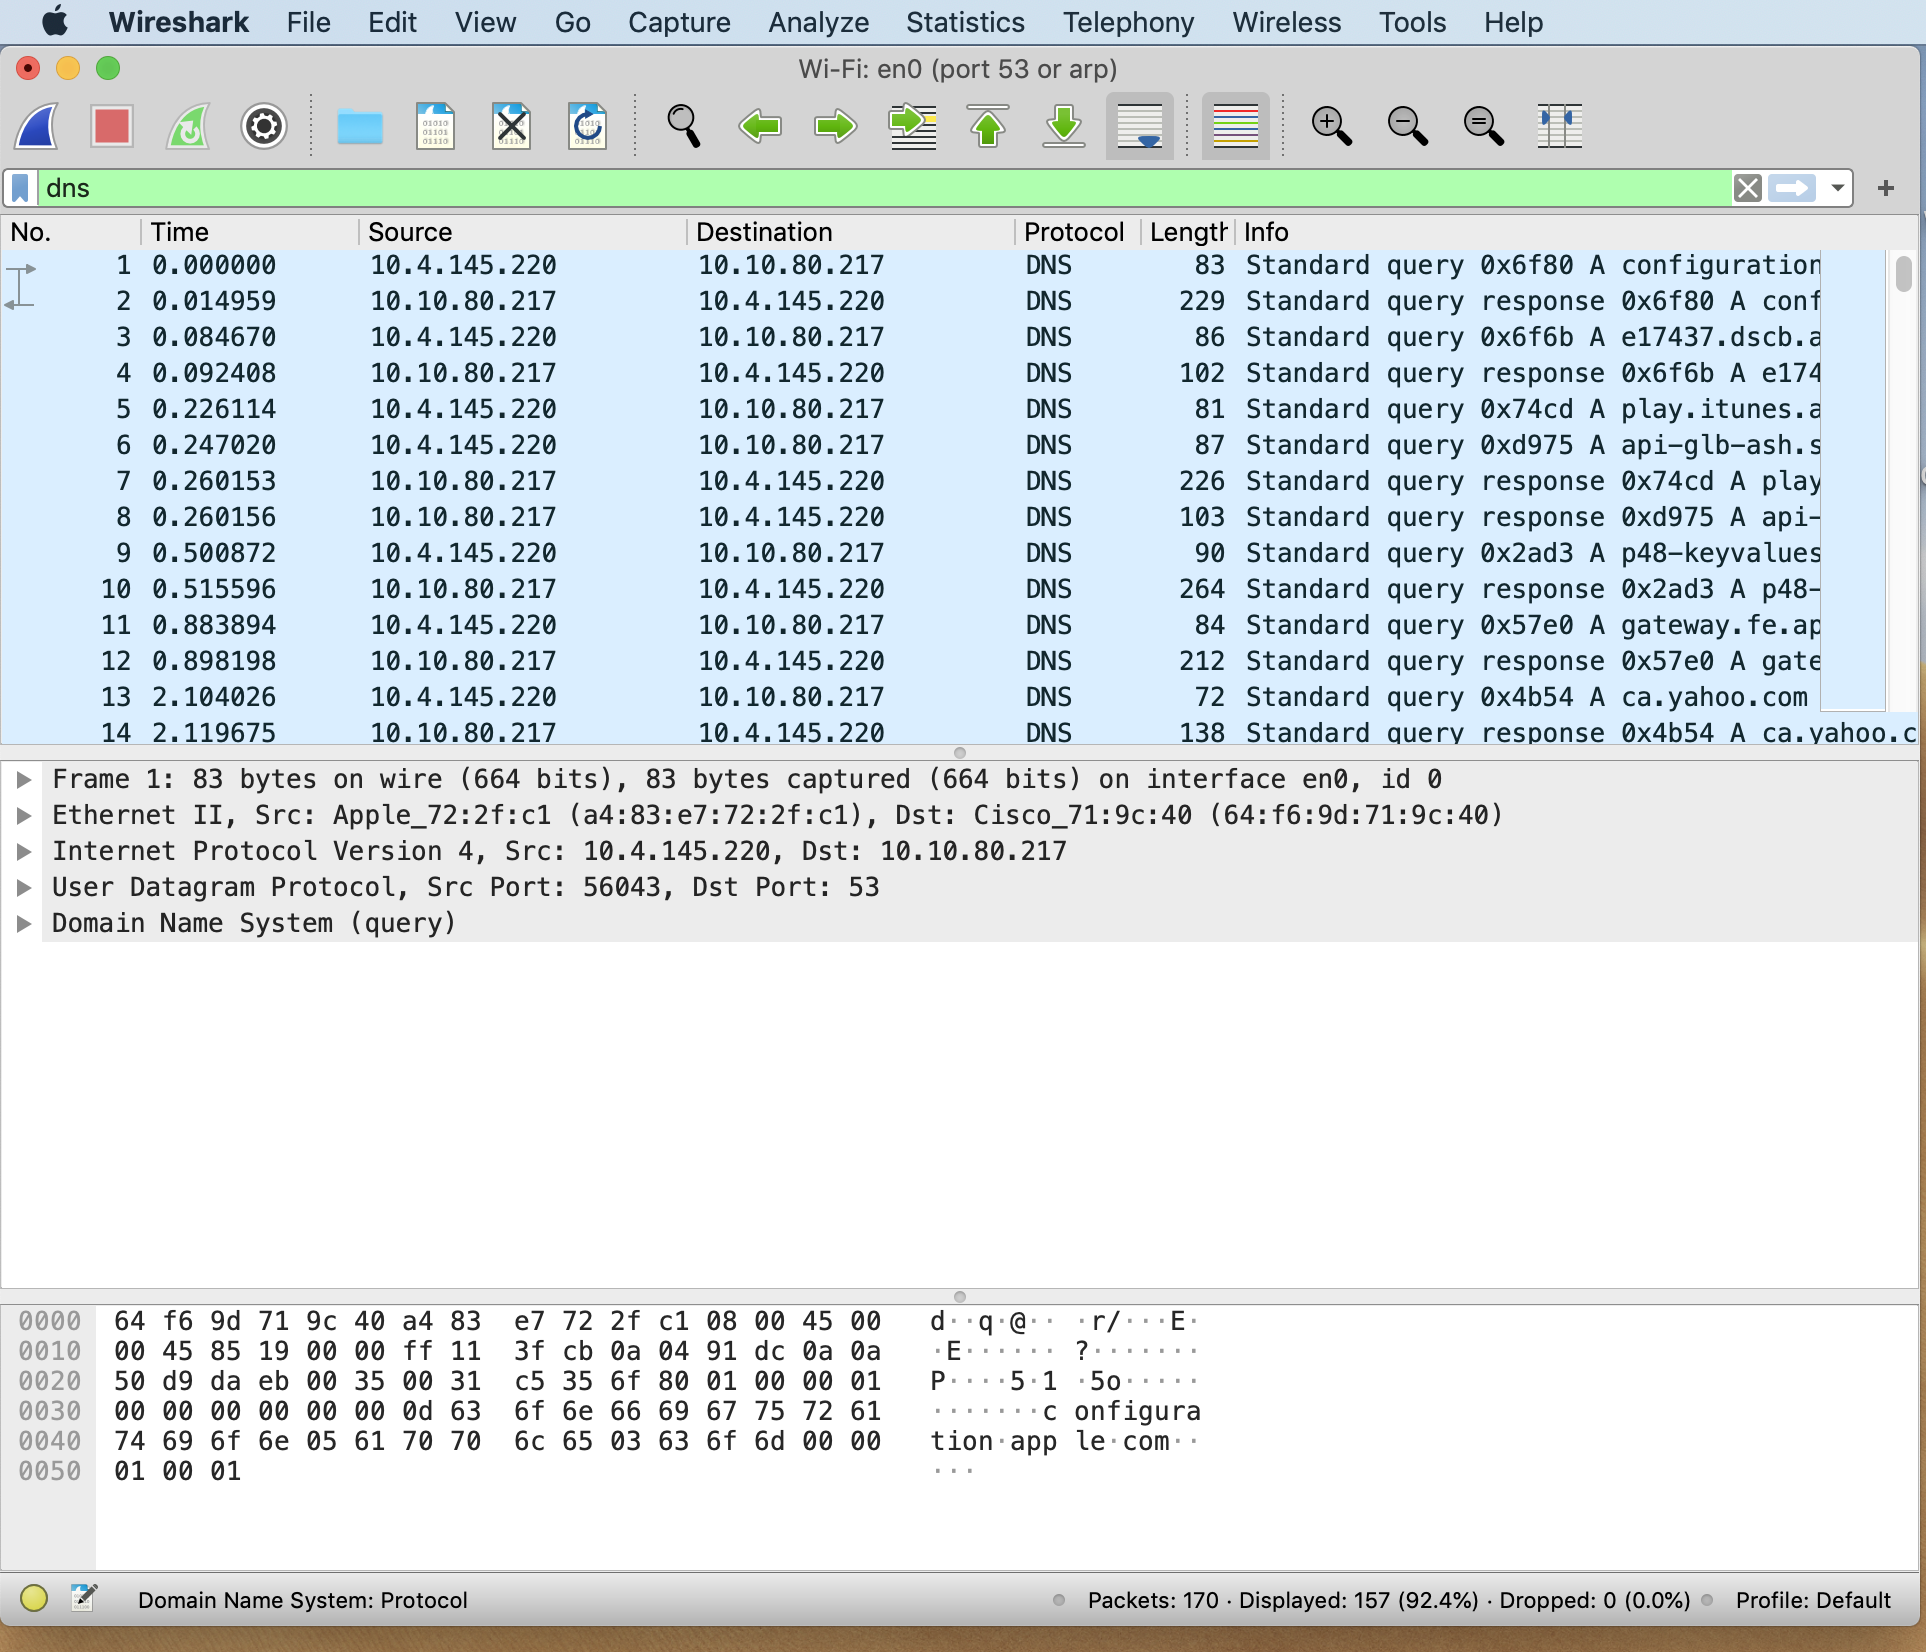 Wireshark File Edit View Go Capture Analyze Statistics Telephony Wireless Tools Help
Wi-Fi: en0 (port 53 or arp)
dns
No. Time Source Destination Protocol Length Info
1 0.000000 10.4.145.220 10.10.80.217 DNS 83 Standard query 0x6f80 A configuration
2 0.014959 10.10.80.217 10.4.145.220 DNS 229 Standard query response 0x6f80 A conf
3 0.084670 10.4.145.220 10.10.80.217 DNS 86 Standard query 0x6f6b A e17437.dscb.a
4 0.092408 10.10.80.217 10.4.145.220 DNS 102 Standard query response 0x6f6b A e174
5 0.226114 10.4.145.220 10.10.80.217 DNS 81 Standard query 0x74cd A play.itunes.a
6 0.247020 10.4.145.220 10.10.80.217 DNS 87 Standard query 0xd975 A api-glb-ash.s
7 0.260153 10.10.80.217 10.4.145.220 DNS 226 Standard query response 0x74cd A play
8 0.260156 10.10.80.217 10.4.145.220 DNS 103 Standard query response 0xd975 A api-
9 0.500872 10.4.145.220 10.10.80.217 DNS 90 Standard query 0x2ad3 A p48-keyvalues
10 0.515596 10.10.80.217 10.4.145.220 DNS 264 Standard query response 0x2ad3 A p48-
11 0.883894 10.4.145.220 10.10.80.217 DNS 84 Standard query 0x57e0 A gateway.fe.ap
12 0.898198 10.10.80.217 10.4.145.220 DNS 212 Standard query response 0x57e0 A gate
13 2.104026 10.4.145.220 10.10.80.217 DNS 72 Standard query 0x4b54 A ca.yahoo.com
14 2.119675 10.10.80.217 10.4.145.220 DNS 138 Standard query response 0x4b54 A ca.yahoo.c
Frame 1: 83 bytes on wire (664 bits), 83 bytes captured (664 bits) on interface en0, id 0
Ethernet II, Src: Apple_72:2f:c1 (a4:83:e7:72:2f:c1), Dst: Cisco_71:9c:40 (64:f6:9d:71:9c:40)
Internet Protocol Version 4, Src: 10.4.145.220, Dst: 10.10.80.217
User Datagram Protocol, Src Port: 56043, Dst Port: 53
Domain Name System (query)
0000 64 f6 9d 71 9c 40 a4 83 e7 72 2f c1 08 00 45 00 d··q·@·· ·r/···E·
0010 00 45 85 19 00 00 ff 11 3f cb 0a 04 91 dc 0a 0a ·E······ ?·······
0020 50 d9 da eb 00 35 00 31 c5 35 6f 80 01 00 00 01 P····5·1 ·5o·····
0030 00 00 00 00 00 00 0d 63 6f 6e 66 69 67 75 72 61 ·······c onfigura
0040 74 69 6f 6e 05 61 70 70 6c 65 03 63 6f 6d 00 00 tion·app le·com··
0050 01 00 01 ···
Domain Name System: Protocol Packets: 170 · Displayed: 157 (92.4%) · Dropped: 0 (0.0%) Profile: Default